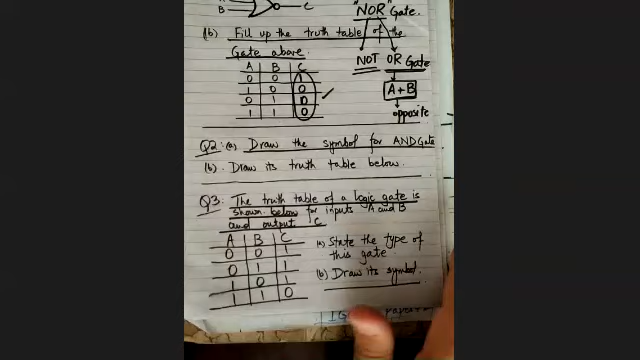 A
B
C
"NOR" Gate.
(b) Fill up the truth table of the
Gate above
NOT OR Gate
A B C
0 0 1
1 0 0
0 1 0
1 1 0
A+B
opposite
Q2: (a) Draw the symbol for AND Gate
(b). Draw its truth table below.
Q3: The truth table of a logic gate is
shown below for inputs A and B
and output C
A B C
0 0 1
0 1 1
1 0 1
1 1 0
(a) State the type of
this gate
(b) Draw its symbol.